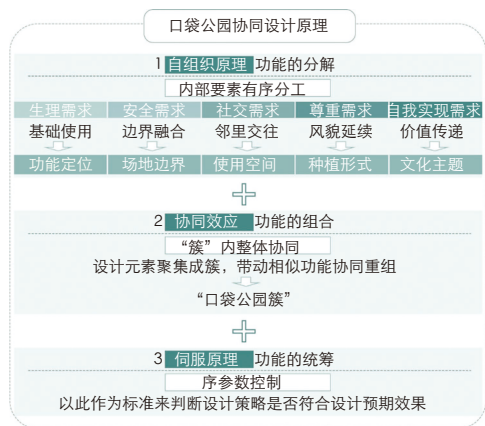 口袋公园协同设计原理
1 自组织原理 功能的分解
内部要素有序分工
生理需求 安全需求 社交需求 尊重需求 自我实现需求
基础使用 边界融合 邻里交往 风貌延续 价值传递
功能定位 场地边界 使用空间 种植形式 文化主题
2 协同效应 功能的组合
“簇”内整体协同
设计元素聚集成簇，带动相似功能协同重组
“口袋公园簇”
3 伺服原理 功能的统筹
序参数控制
以此作为标准来判断设计策略是否符合设计预期效果